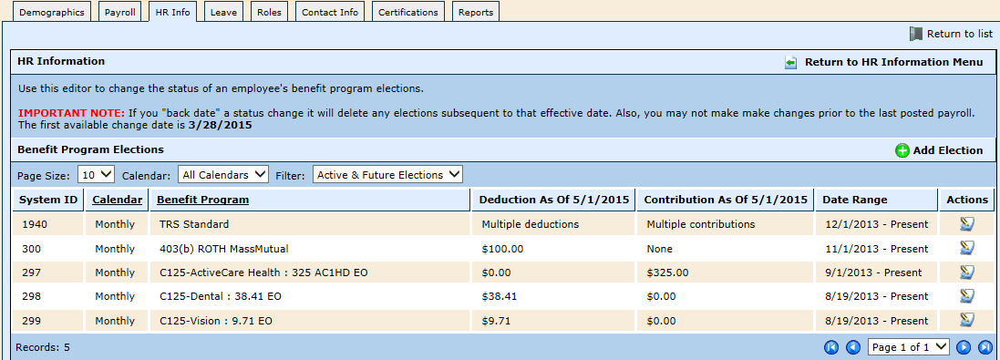 Demographics Payroll HR Info Leave Roles Contact Info Certifications Reports
Return to list
HR Information Return to HR Information Menu
Use this editor to change the status of an employee's benefit program elections.
IMPORTANT NOTE: If you "back date" a status change it will delete any elections subsequent to that effective date. Also, you may not make make changes prior to the last posted payroll.
The first available change date is 3/28/2015
Benefit Program Elections Add Election
Page Size: 10 Calendar: All Calendars Filter: Active & Future Elections
System ID Calendar Benefit Program Deduction As Of 5/1/2015 Contribution As Of 5/1/2015 Date Range Actions
1940 Monthly TRS Standard Multiple deductions Multiple contributions 12/1/2013 - Present
300 Monthly 403(b) ROTH MassMutual $100.00 None 11/1/2013 - Present
297 Monthly C125-ActiveCare Health : 325 AC1HD EO $0.00 $325.00 9/1/2013 - Present
298 Monthly C125-Dental : 38.41 EO $38.41 $0.00 8/19/2013 - Present
299 Monthly C125-Vision : 9.71 EO $9.71 $0.00 8/19/2013 - Present
Records: 5 Page 1 of 1